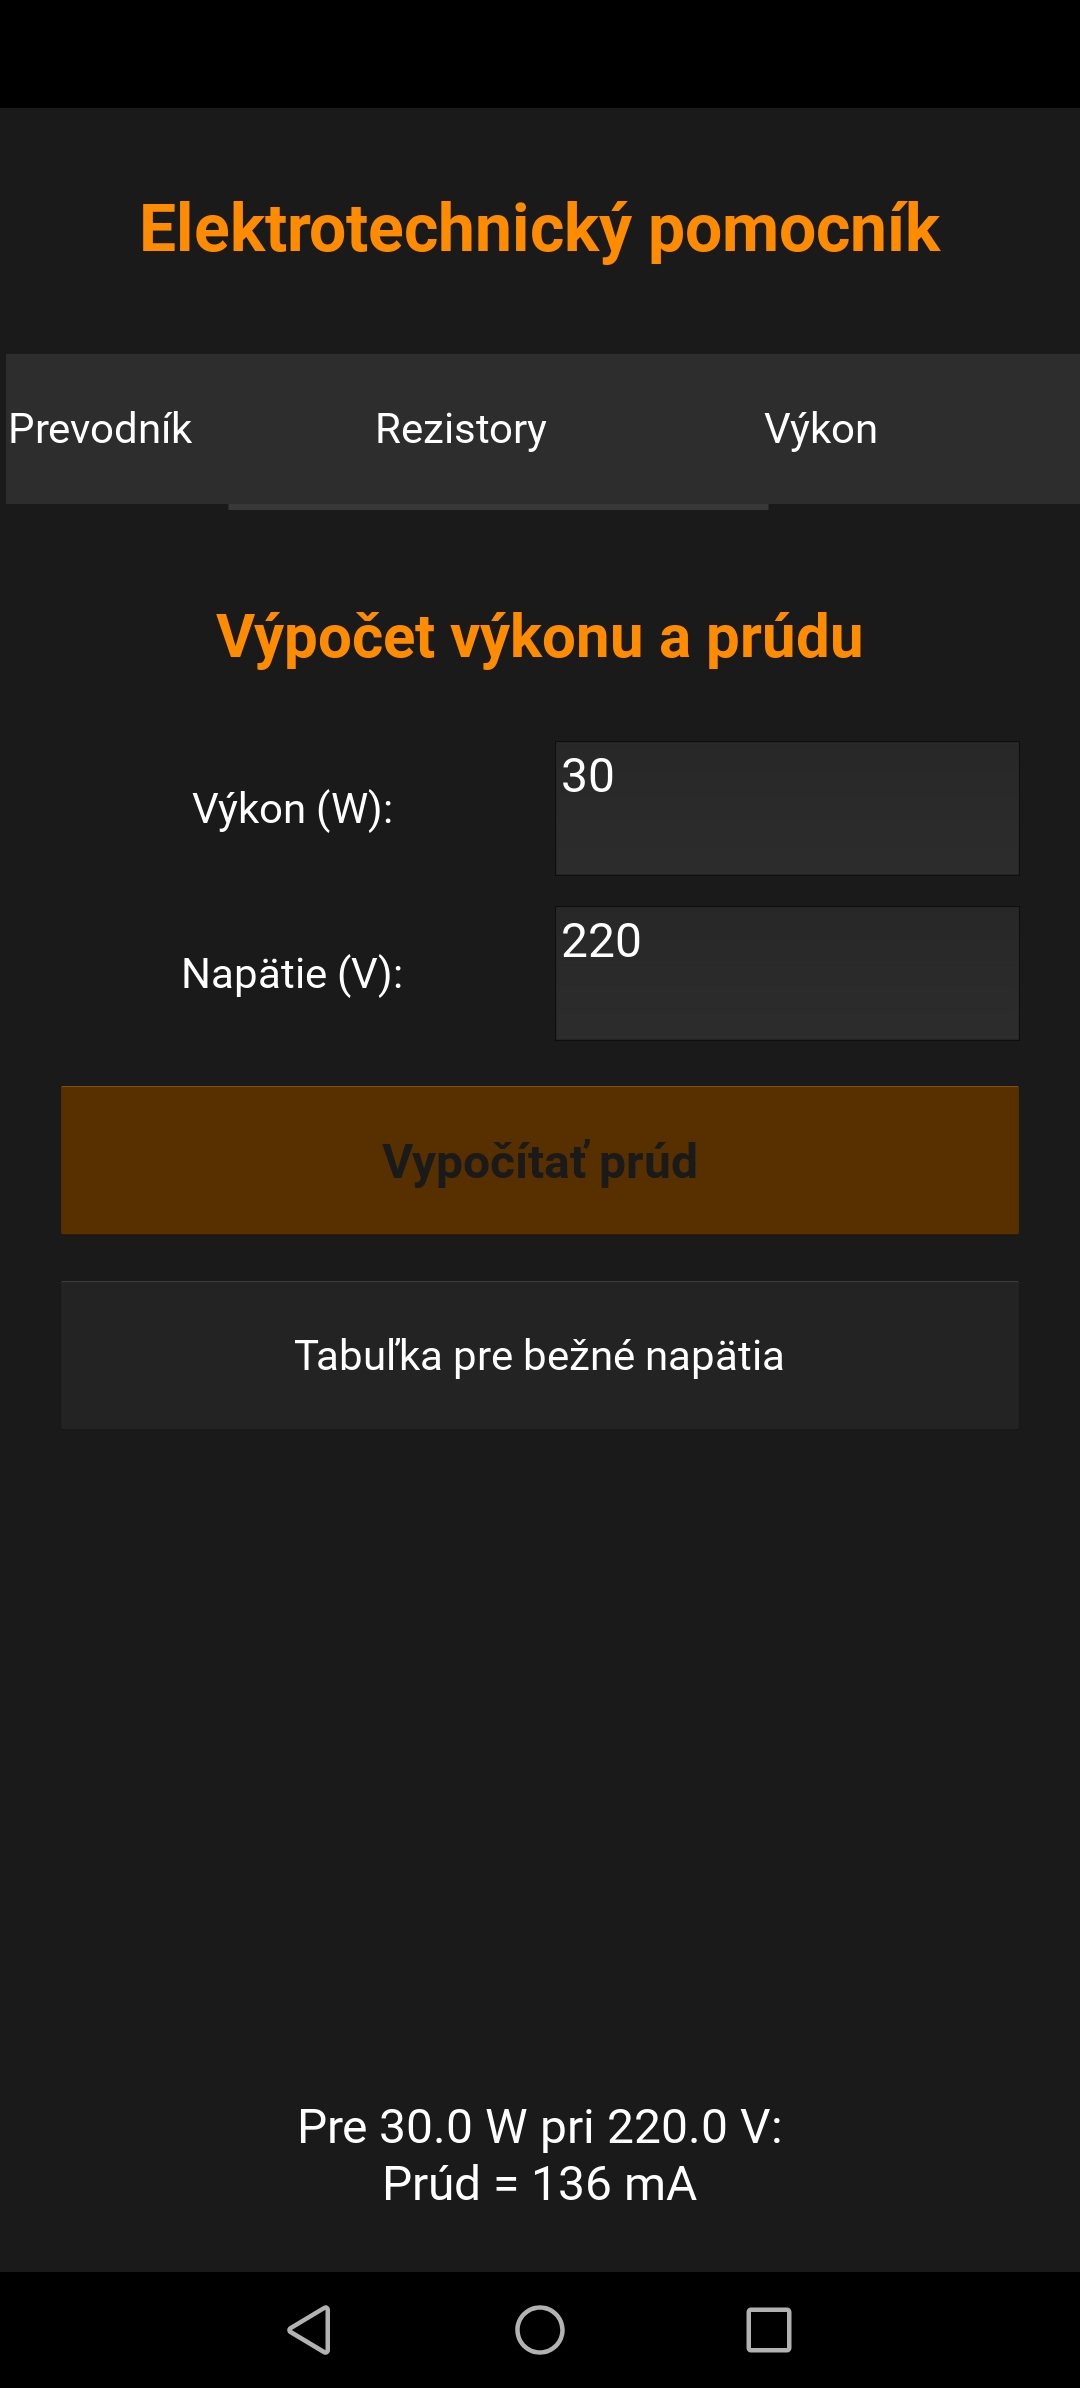 Elektrotechnický pomocník
Prevodník Rezistory Výkon
Výpočet výkonu a prúdu
Výkon (W): 30
Napätie (V): 220
Vypočítať prúd
Tabuľka pre bežné napätia
Pre 30.0 W pri 220.0 V:
Prúd = 136 mA